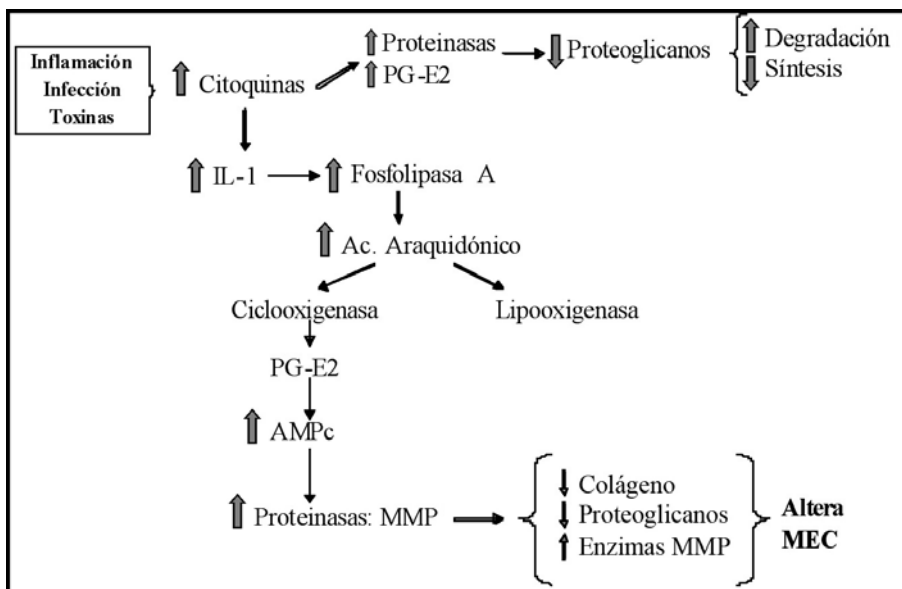 Inflamación
Infección
Toxinas
Citoquinas
Proteinasas
PG-E2
Proteoglicanos
Degradación
Síntesis
IL-1
Fosfolipasa A
Ac. Araquidónico
Ciclooxigenasa
Lipooxigenasa
PG-E2
AMPc
Proteinasas: MMP
Colágeno
Proteoglicanos
Enzimas MMP
Altera
MEC